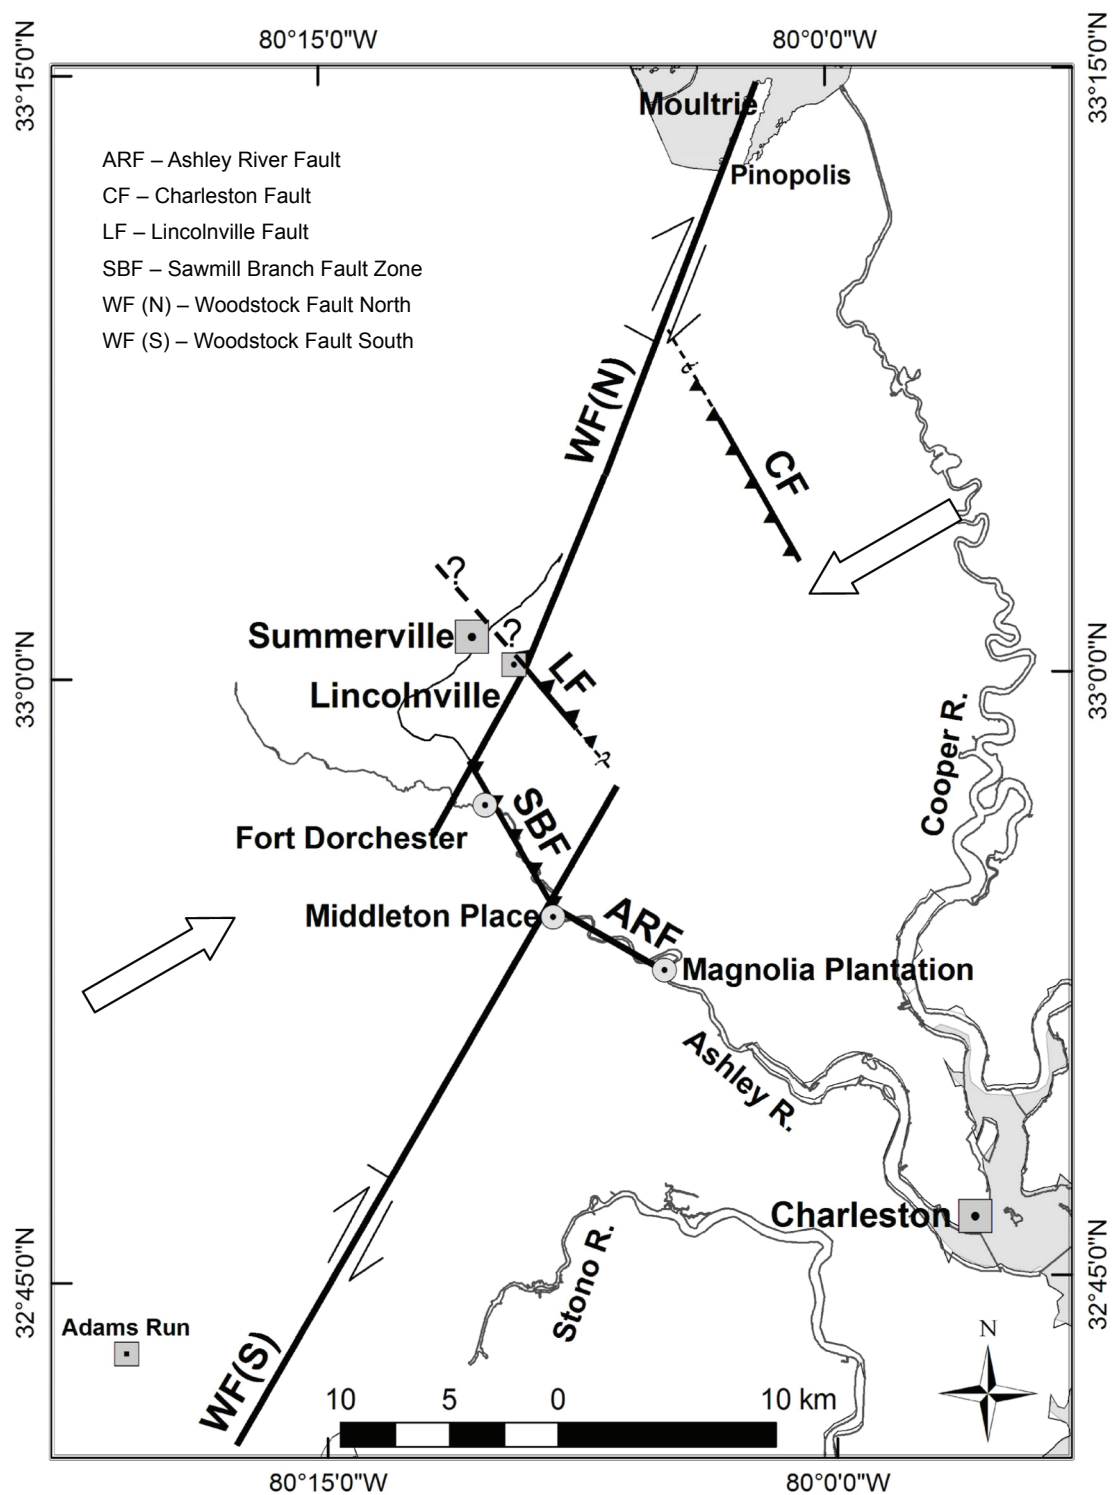 80°15'0"W
80°0'0"W
33°15'0"N
33°15'0"N
Moultrie
ARF – Ashley River Fault
Pinopolis
CF – Charleston Fault
LF – Lincolnville Fault
SBF – Sawmill Branch Fault Zone
WF (N) – Woodstock Fault North
WF (S) – Woodstock Fault South
?
WF(N)
CF
?
?
Summerville
LF
33°0'0"N
33°0'0"N
Lincolnville
?
Cooper R.
SBF
Fort Dorchester
Middleton Place
ARF
Magnolia Plantation
Ashley R.
Charleston
Stono R.
32°45'0"N
32°45'0"N
Adams Run
N
WF(S)
10 5 0 10 km
80°15'0"W
80°0'0"W